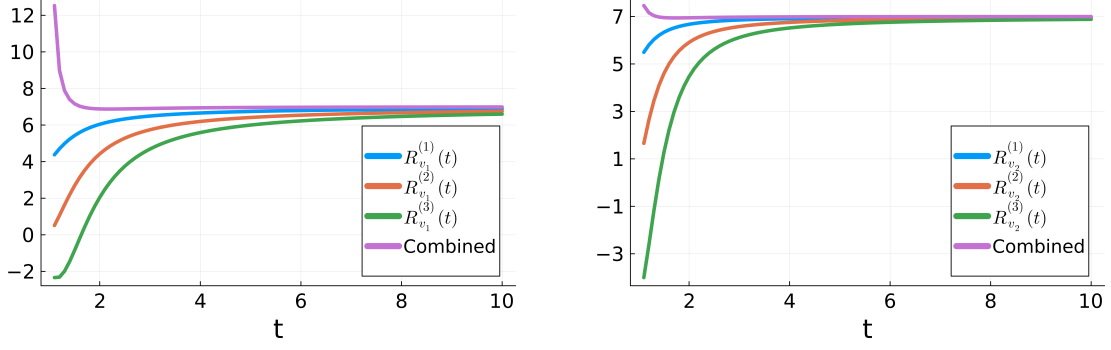 12
10
8
6
4
2
0
−2
2
4
6
8
10
t
R_{v_1}^{(1)}(t)
R_{v_1}^{(2)}(t)
R_{v_1}^{(3)}(t)
Combined
7
5
3
1
−1
−3
2
4
6
8
10
t
R_{v_2}^{(1)}(t)
R_{v_2}^{(2)}(t)
R_{v_2}^{(3)}(t)
Combined